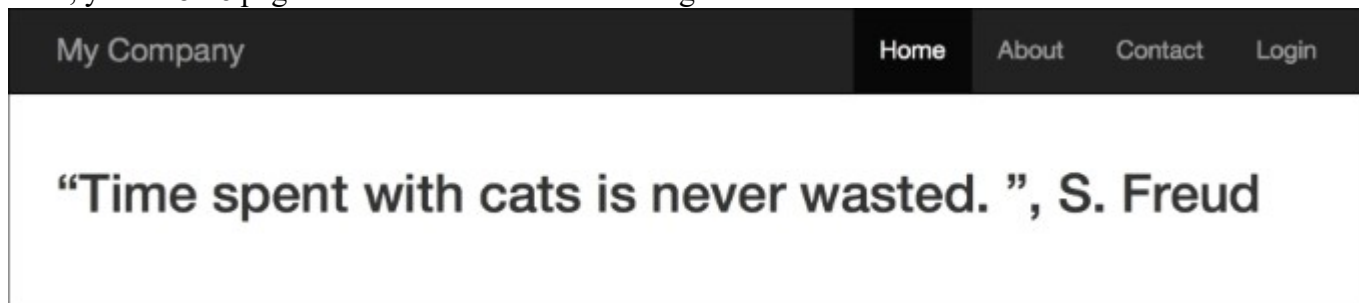 My Company Home About Contact Login
“Time spent with cats is never wasted. ”, S. Freud